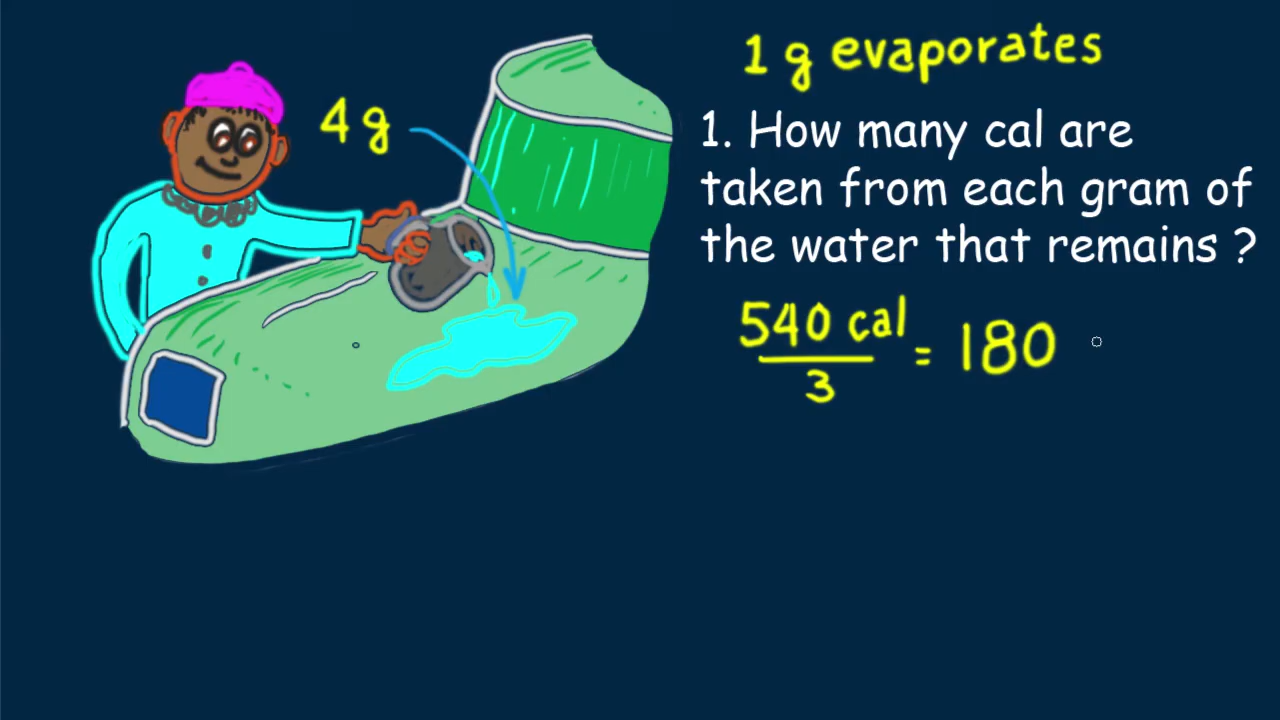 4g
1 g evaporates
1. How many cal are
taken from each gram of
the water that remains ?
540 cal
3
= 180